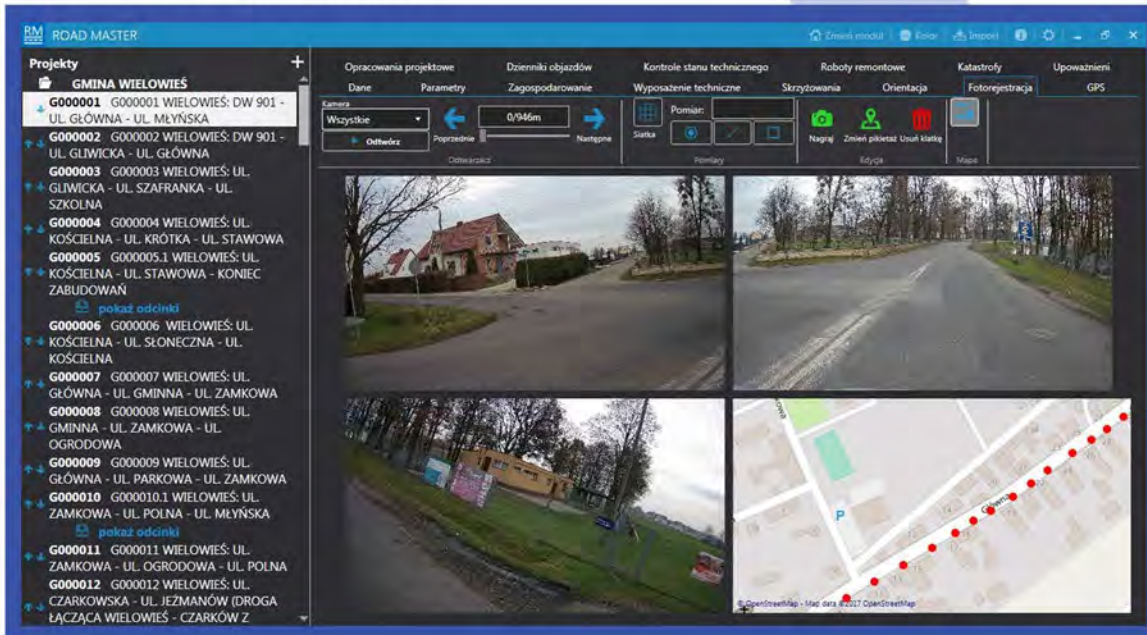 RM ROAD MASTER
Zmień moduł Kolor Import
Projekty +
GMINA WIELOWIEŚ
G000001 G000001 WIELOWIEŚ: DW 901 -
UL. GŁÓWNA - UL. MŁYŃSKA
G000002 G000002 WIELOWIEŚ: DW 901 -
UL. GLIWICKA - UL. GŁÓWNA
G000003 G000003 WIELOWIEŚ: UL.
GLIWICKA - UL. SZAFRANKA - UL.
SZKOLNA
G000004 G000004 WIELOWIEŚ: UL.
KOŚCIELNA - UL. KRÓTKA - UL. STAWOWA
G000005 G000005.1 WIELOWIEŚ: UL.
KOŚCIELNA - UL. STAWOWA - KONIEC
ZABUDOWAŃ
pokaż odcinki
G000006 G000006 WIELOWIEŚ: UL.
KOŚCIELNA - UL. SŁONECZNA - UL.
KOŚCIELNA
G000007 G000007 WIELOWIEŚ: UL.
GŁÓWNA - UL. GMINNA - UL. ZAMKOWA
G000008 G000008 WIELOWIEŚ: UL.
GMINNA - UL. ZAMKOWA - UL.
OGRODOWA
G000009 G000009 WIELOWIEŚ: UL.
GŁÓWNA - UL. PARKOWA - UL. ZAMKOWA
G000010 G000010.1 WIELOWIEŚ: UL.
ZAMKOWA - UL. POLNA - UL. MŁYŃSKA
pokaż odcinki
G000011 G000011 WIELOWIEŚ: UL.
ZAMKOWA - UL. OGRODOWA - UL. POLNA
G000012 G000012 WIELOWIEŚ: UL.
CZARKOWSKA - UL. JEŻMANÓW (DROGA
ŁĄCZĄCA WIELOWIEŚ - CZARKÓW Z
Opracowania projektowe Dzienniki objazdów Kontrole stanu technicznego Roboty remontowe Katastrofy Upoważnieni
Dane Parametry Zagospodarowanie Wyposażenie techniczne Skrzyżowania Orientacja Fotorejestracja GPS
Kamera
Wszystkie
Odtwórz
Poprzednie
0/946m
Następne
Odtwarzacz
Siatka
Pomiar:
Pomiary
Nagraj Zmień pikietaż Usuń klatkę
Edycja
Mapa
Główna
P
© OpenStreetMap - Map data ©2017 OpenStreetMap